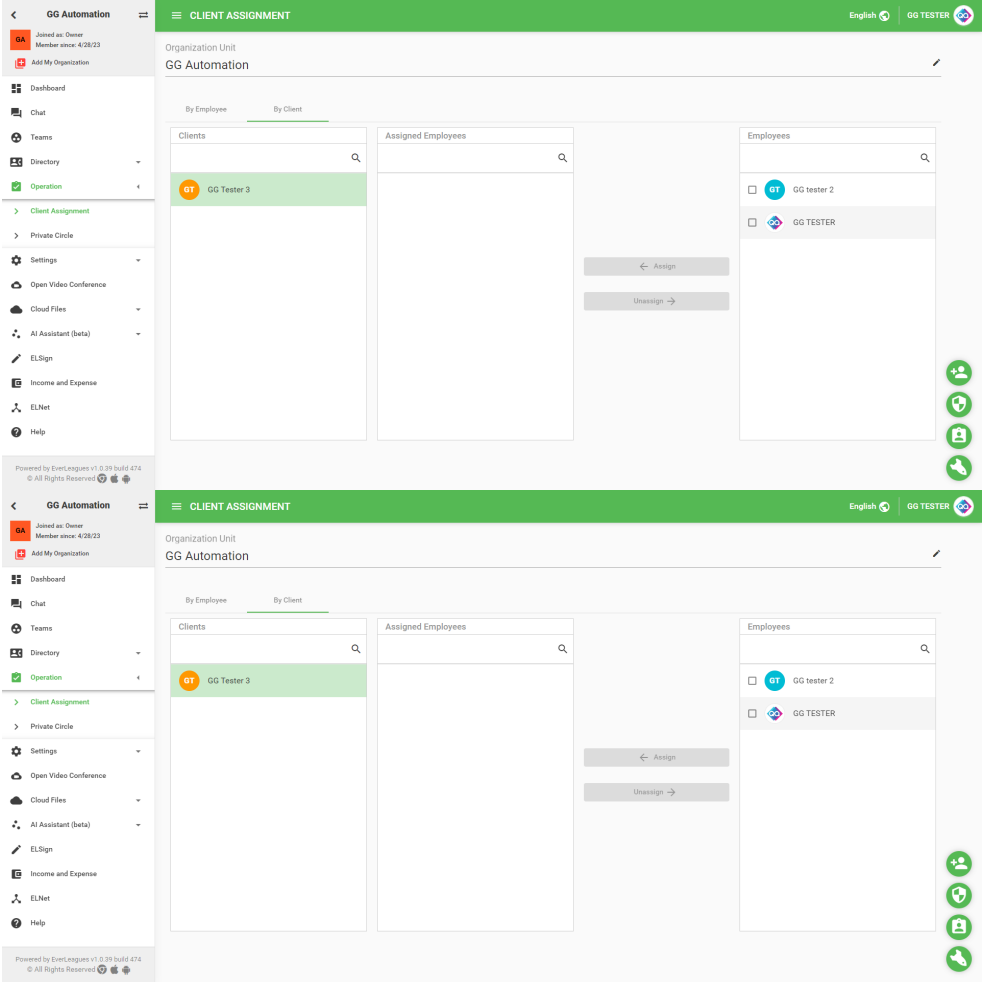 GG Automation
GA
Joined as: Owner
Member since: 4/28/23
Add My Organization
Dashboard
Chat
Teams
Directory
Operation
Client Assignment
Private Circle
Settings
Open Video Conference
Cloud Files
AI Assistant (beta)
ELSign
Income and Expense
ELNet
Help
Powered by EverLeagues v1.0.39 build 474
© All Rights Reserved
CLIENT ASSIGNMENT
English
GG TESTER
Organization Unit
GG Automation
By Employee
By Client
Clients
GT
GG Tester 3
Assigned Employees
Assign
Unassign
Employees
GT
GG tester 2
GG TESTER
GG Automation
GA
Joined as: Owner
Member since: 4/28/23
Add My Organization
Dashboard
Chat
Teams
Directory
Operation
Client Assignment
Private Circle
Settings
Open Video Conference
Cloud Files
AI Assistant (beta)
ELSign
Income and Expense
ELNet
Help
Powered by EverLeagues v1.0.39 build 474
© All Rights Reserved
CLIENT ASSIGNMENT
English
GG TESTER
Organization Unit
GG Automation
By Employee
By Client
Clients
GT
GG Tester 3
Assigned Employees
Assign
Unassign
Employees
GT
GG tester 2
GG TESTER